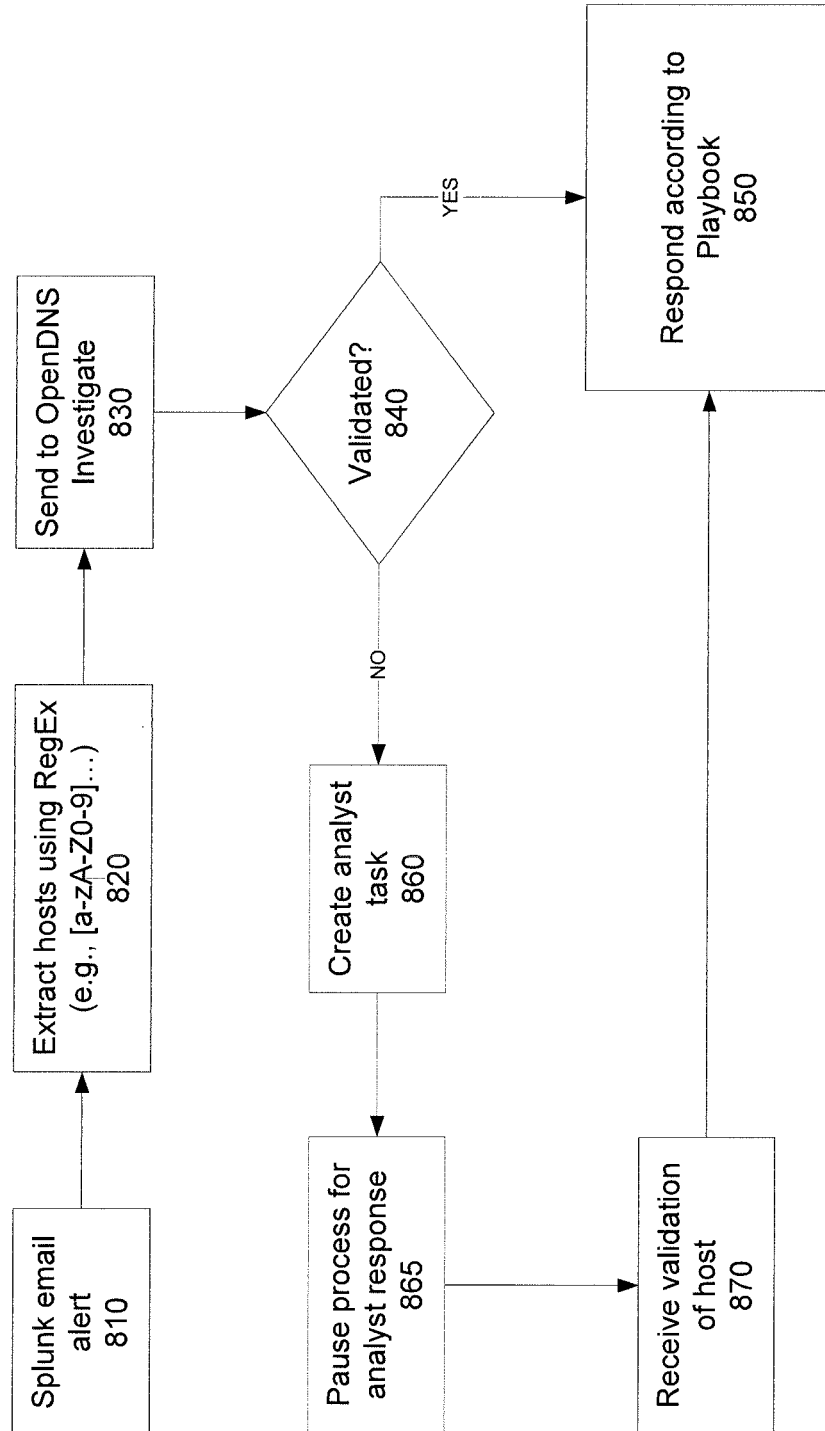 Splunk email
alert
810
Extract hosts using RegEx
(e.g., [a-zA-Z0-9]...)
820
Send to OpenDNS
Investigate
830
Validated?
840
YES
NO
Respond according to
Playbook
850
Create analyst
task
860
Pause process for
analyst response
865
Receive validation
of host
870